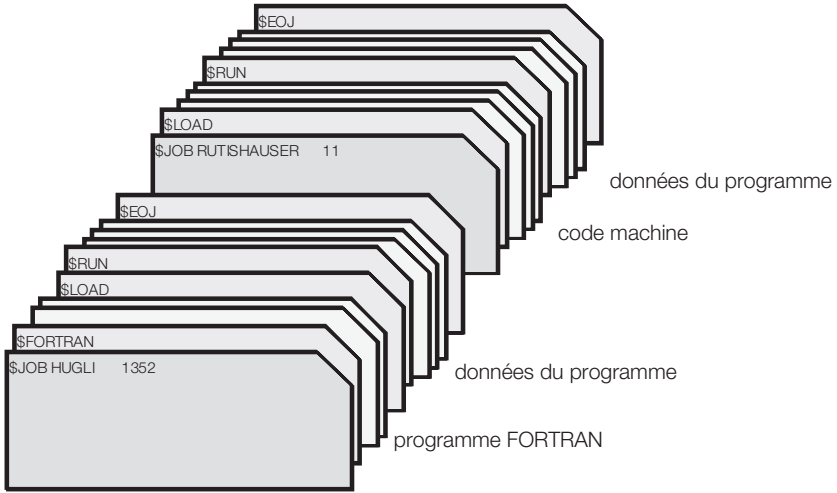 $EOJ
$RUN
$LOAD
$JOB RUTISHAUSER 11
données du programme
$EOJ
code machine
$RUN
$LOAD
$FORTRAN
$JOB HUGLI 1352
données du programme
programme FORTRAN